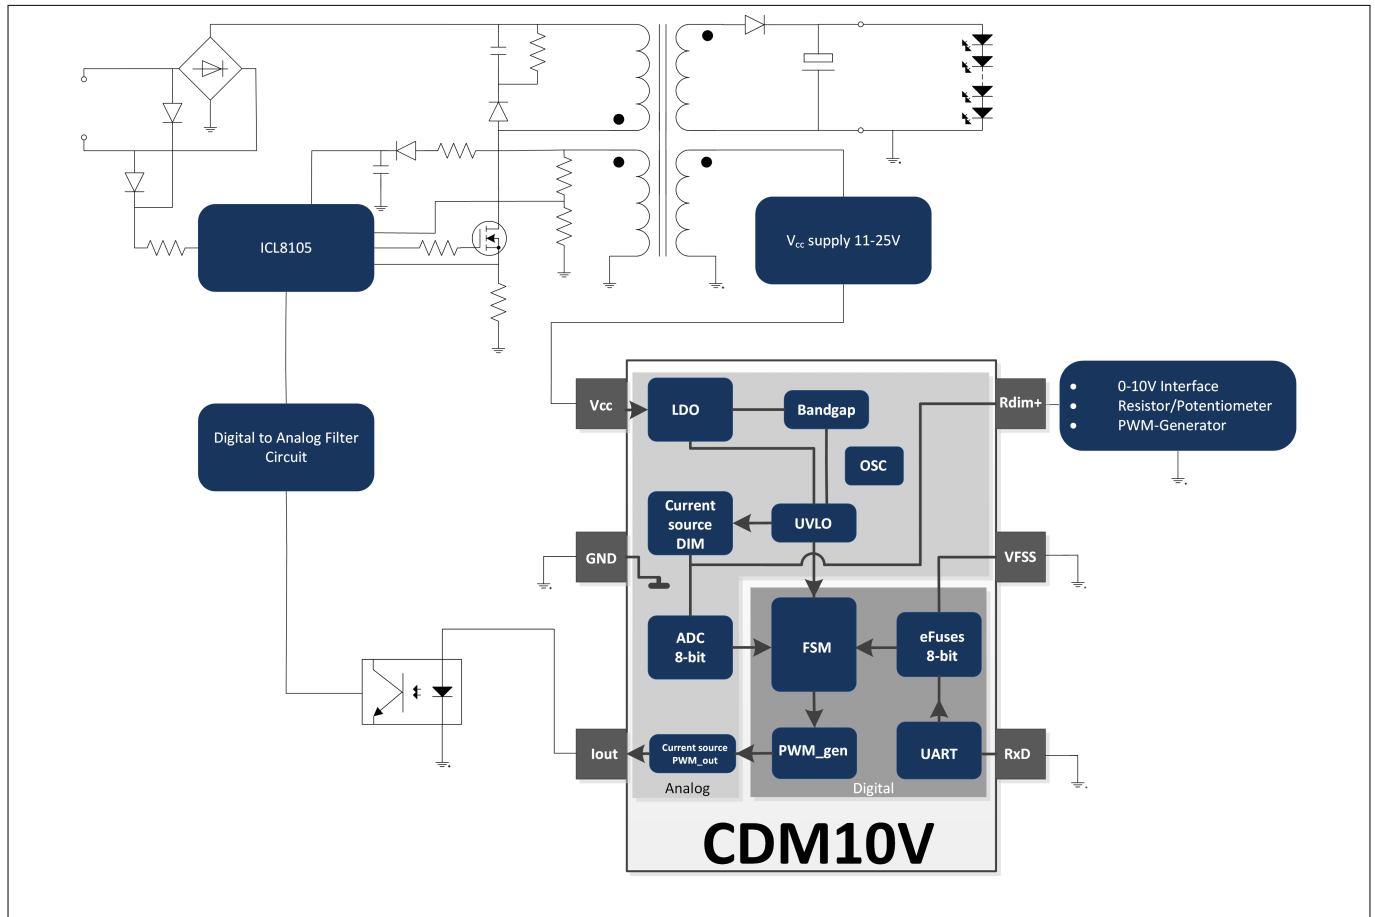 ICL8105
Vcc supply 11-25V
Digital to Analog Filter
Circuit
Vcc
LDO
Bandgap
OSC
Rdim+
• 0-10V Interface
• Resistor/Potentiometer
• PWM-Generator
Current
source
DIM
UVLO
GND
VFSS
ADC
8-bit
FSM
eFuses
8-bit
Iout
Current source
PWM_out
PWM_gen
UART
RxD
Analog
Digital
CDM10V